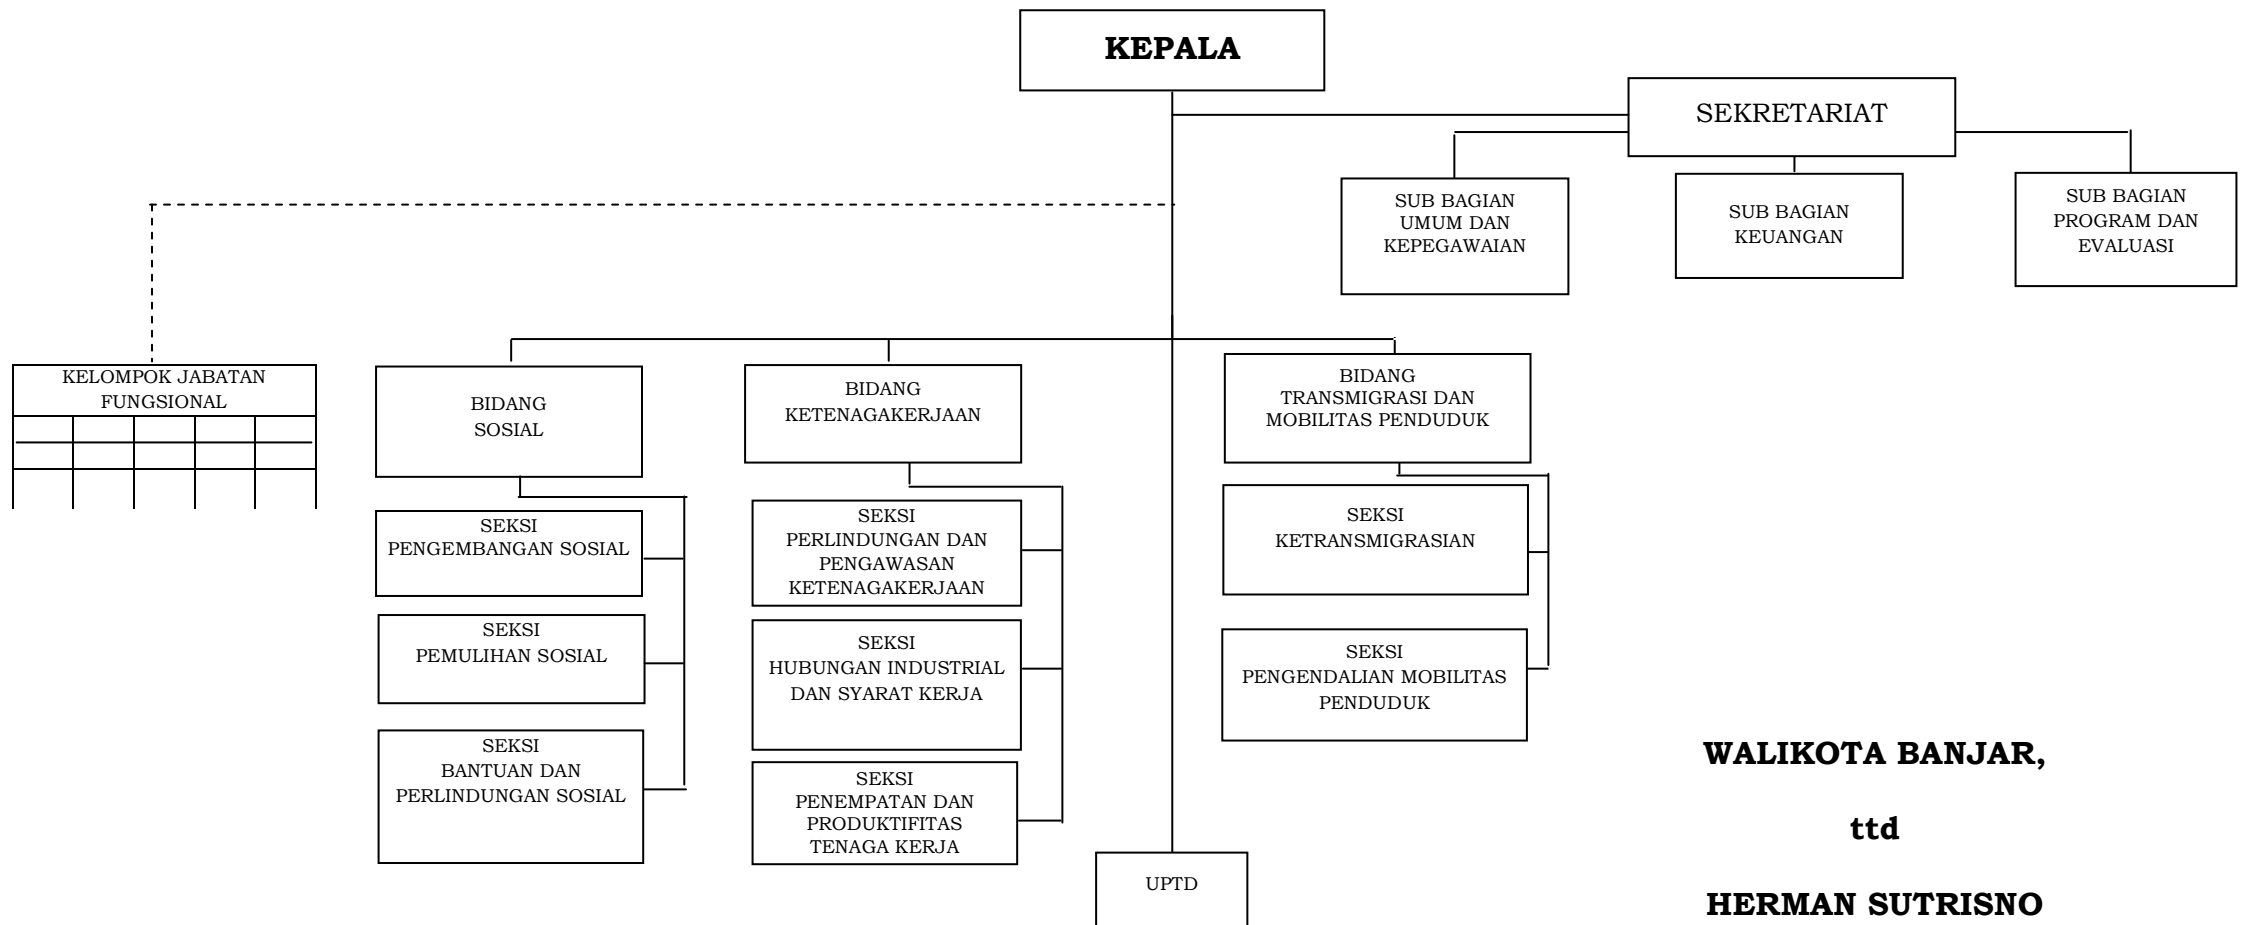 KEPALA
SEKRETARIAT
SUB BAGIAN
UMUM DAN
KEPEGAWAIAN
SUB BAGIAN
KEUANGAN
SUB BAGIAN
PROGRAM DAN
EVALUASI
KELOMPOK JABATAN
FUNGSIONAL
BIDANG
SOSIAL
SEKSI
PENGEMBANGAN SOSIAL
SEKSI
PEMULIHAN SOSIAL
SEKSI
BANTUAN DAN
PERLINDUNGAN SOSIAL
BIDANG
KETENAGAKERJAAN
SEKSI
PERLINDUNGAN DAN
PENGAWASAN
KETENAGAKERJAAN
SEKSI
HUBUNGAN INDUSTRIAL
DAN SYARAT KERJA
SEKSI
PENEMPATAN DAN
PRODUKTIFITAS
TENAGA KERJA
BIDANG
TRANSMIGRASI DAN
MOBILITAS PENDUDUK
SEKSI
KETRANSMIGRASIAN
SEKSI
PENGENDALIAN MOBILITAS
PENDUDUK
UPTD
WALIKOTA BANJAR,
ttd
HERMAN SUTRISNO